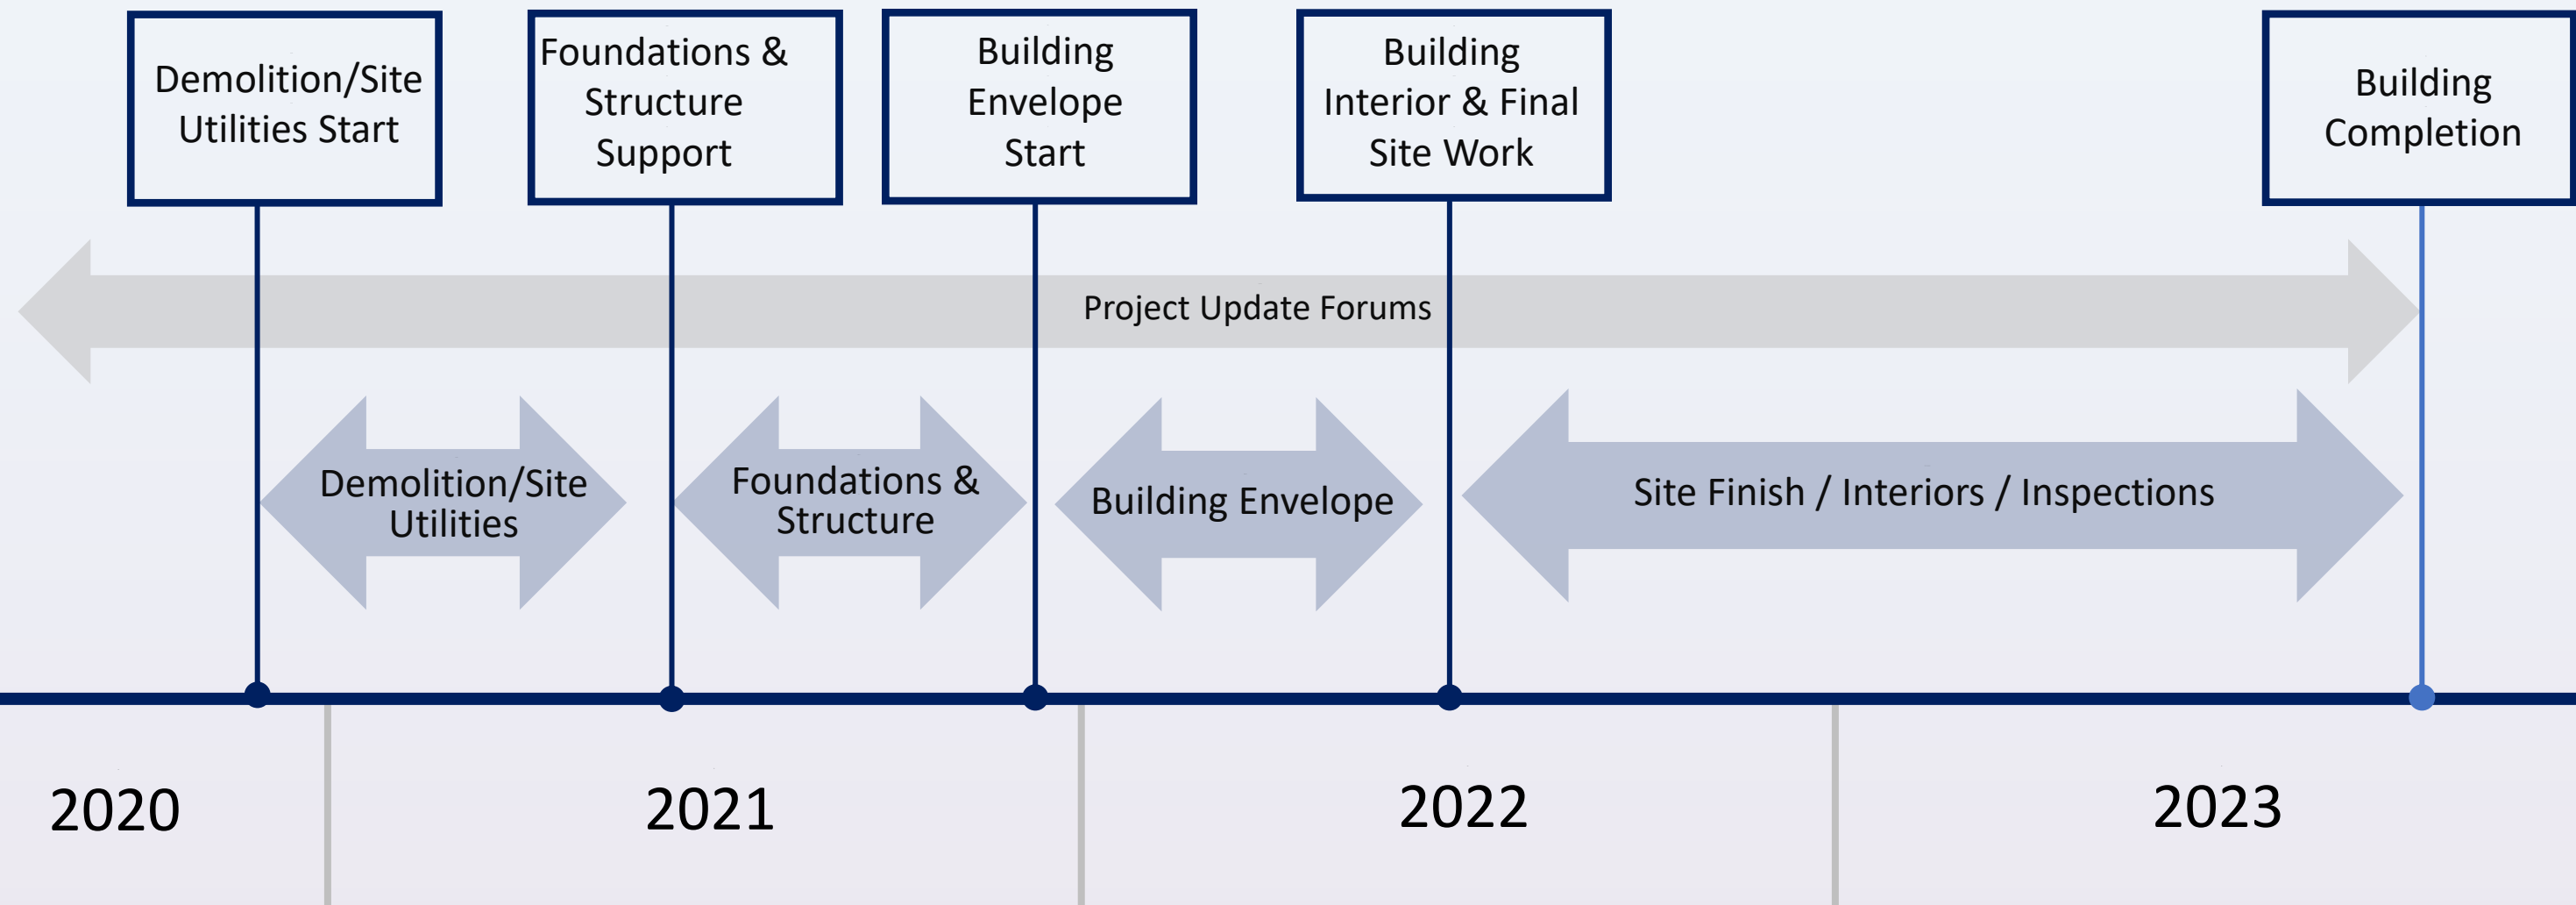 Demolition/Site
Utilities Start
Foundations &
Structure
Support
Building
Envelope
Start
Building
Interior & Final
Site Work
Building
Completion
Project Update Forums
Demolition/Site
Utilities
Foundations &
Structure
Building Envelope
Site Finish / Interiors / Inspections
2020
2021
2022
2023